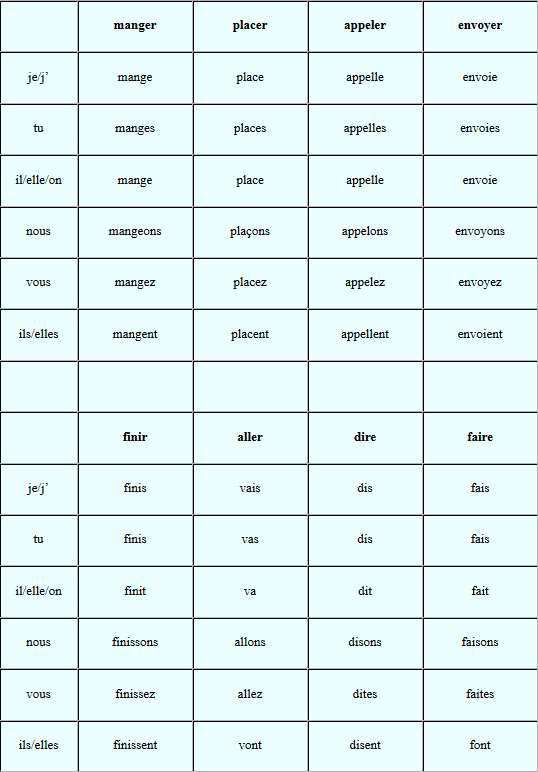 manger placer appeler envoyer
je/j’ mange place appelle envoie
tu manges places appelles envoies
il/elle/on mange place appelle envoie
nous mangeons plaçons appelons envoyons
vous mangez placez appelez envoyez
ils/elles mangent placent appellent envoient
finir aller dire faire
je/j’ finis vais dis fais
tu finis vas dis fais
il/elle/on finit va dit fait
nous finissons allons disons faisons
vous finissez allez dites faites
ils/elles finissent vont disent font